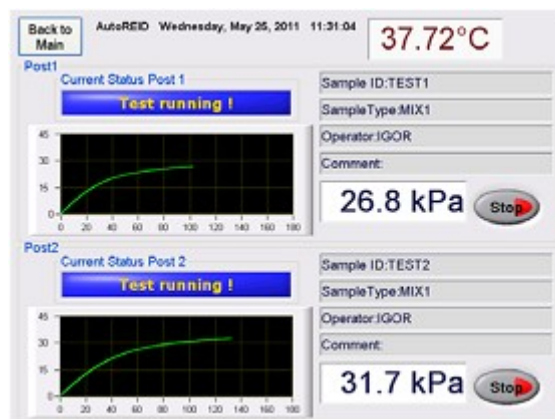 Back to
Main
AutoREID Wednesday, May 25, 2011 11:31:04
37.72°C
Post1
Current Status Post 1
Test running !
45
30
15
0
0 20 40 60 80 100 120 140 160 180
Sample ID:TEST1
SampleType:MIX1
Operator:IGOR
Comment:
26.8 kPa
Stop
Post2
Current Status Post 2
Test running !
45
30
15
0
0 20 40 60 80 100 120 140 160 180
Sample ID:TEST2
SampleType:MIX1
Operator:IGOR
Comment:
31.7 kPa
Stop